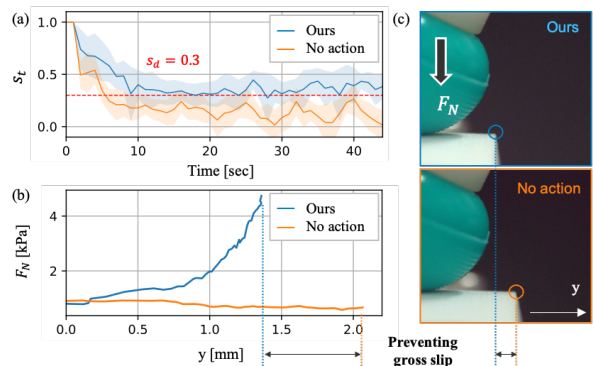 (a)
1.0
0.5
0.0
s_t
s_d = 0.3
Ours
No action
0
10
20
30
40
Time [sec]
(b)
4
2
F_N [kPa]
Ours
No action
0.0
0.5
1.0
1.5
2.0
y [mm]
(c)
Ours
F_N
No action
y
Preventing
gross slip